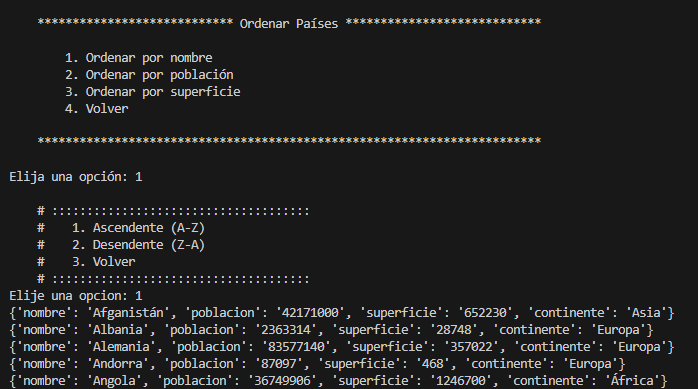 **************************** Ordenar Países ****************************
1. Ordenar por nombre
2. Ordenar por población
3. Ordenar por superficie
4. Volver
************************************************************************
Elija una opción: 1
# :::::::::::::::::::::::::::::::::::::
#    1. Ascendente (A-Z)
#    2. Desendente (Z-A)
#    3. Volver
# :::::::::::::::::::::::::::::::::::::
Elije una opcion: 1
{'nombre': 'Afganistán', 'poblacion': '42171000', 'superficie': '652230', 'continente': 'Asia'}
{'nombre': 'Albania', 'poblacion': '2363314', 'superficie': '28748', 'continente': 'Europa'}
{'nombre': 'Alemania', 'poblacion': '83577140', 'superficie': '357022', 'continente': 'Europa'}
{'nombre': 'Andorra', 'poblacion': '87097', 'superficie': '468', 'continente': 'Europa'}
{'nombre': 'Angola', 'poblacion': '36749906', 'superficie': '1246700', 'continente': 'África'}